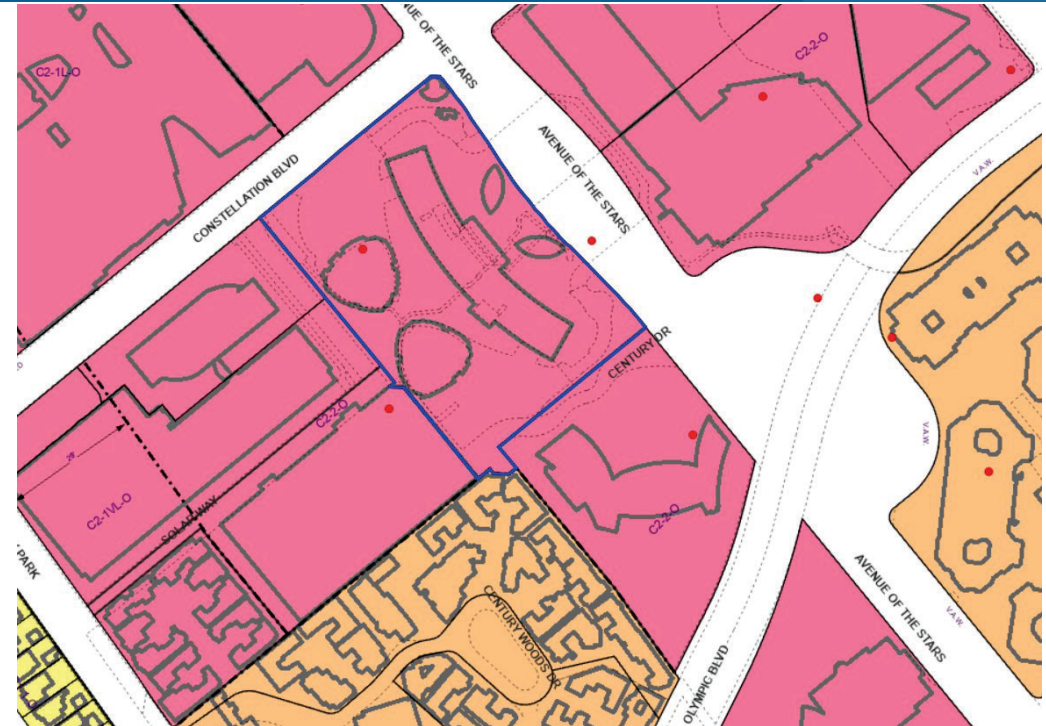 UE OF THE STARS
C2-2-O
C2-1L-O
AVENUE OF THE STARS
CONSTELLATION BLVD
V.A.W.
CENTURY DR
C2-2-O
V.A.W.
C2-1VL-O
SOLAR WAY
C2-2-O
PARK
CENTURY WOODS DR
AVENUE OF THE STARS
V.A.W.
OLYMPIC BLVD